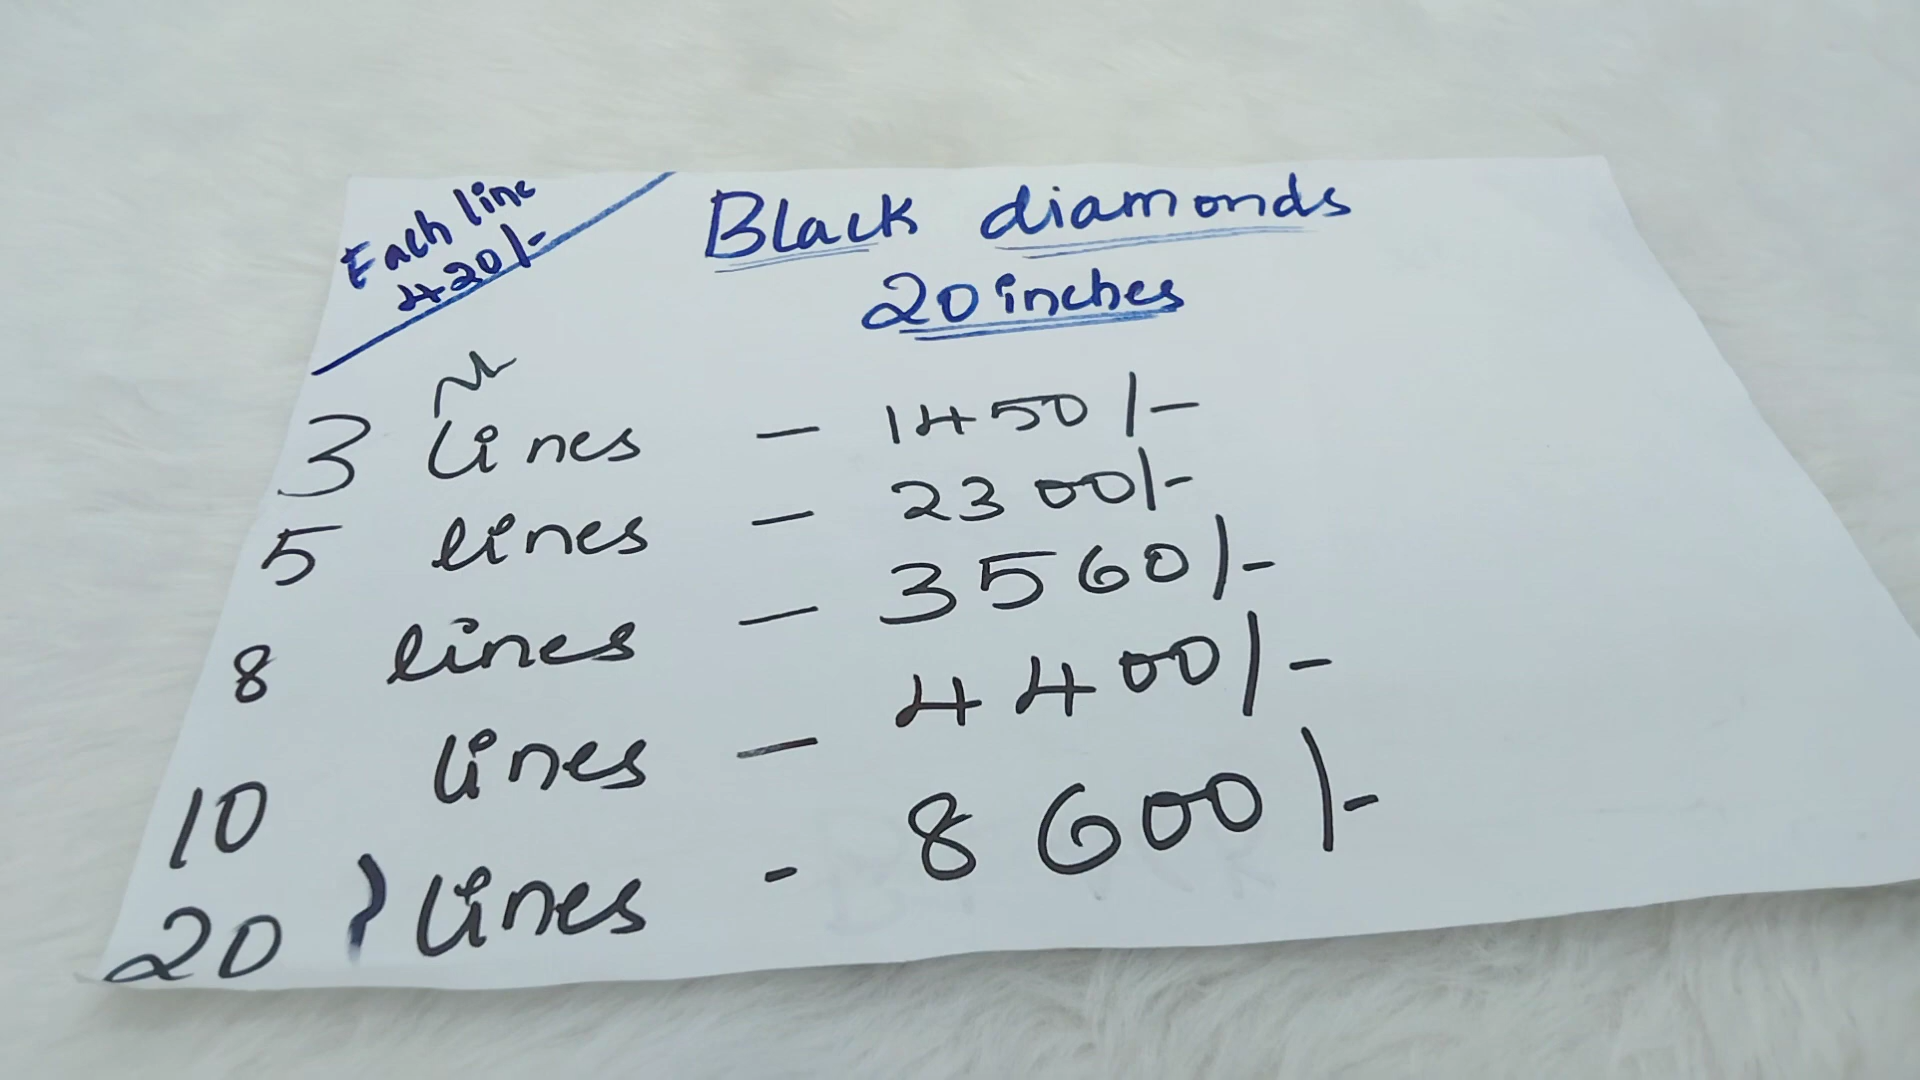 Each line
420/-
Black diamonds
20 inches
3 lines - 1450/-
5 lines - 2300/-
8 lines - 3560/-
10 lines - 4400/-
20 lines - 8600/-